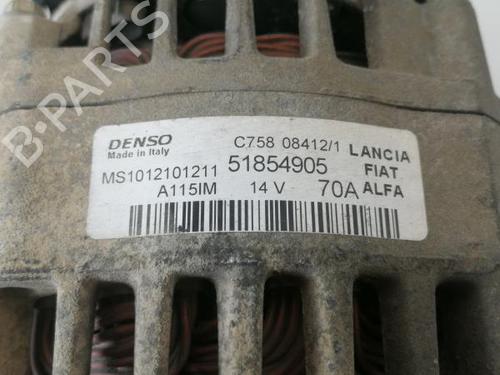 B-PARTS
DENSO C758 08412/1 LANCIA
Made in Italy
MS1012101211 51854905 FIAT
A115IM 14 V 70A ALFA